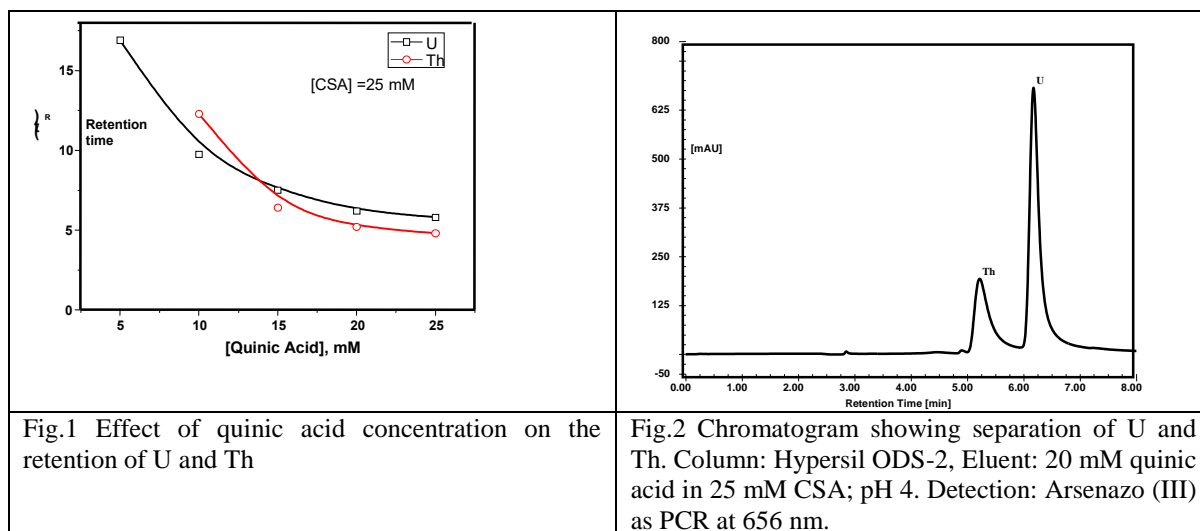 15
10
5
0
R
Retention
time
U
Th
[CSA] =25 mM
5 10 15 20 25
[Quinic Acid], mM
800
625
500
375
250
125
-50
[mAU]
Th
U
0.00 1.00 2.00 3.00 4.00 5.00 6.00 7.00 8.00
Retention Time [min]
Fig.1 Effect of quinic acid concentration on the
retention of U and Th
Fig.2 Chromatogram showing separation of U and
Th. Column: Hypersil ODS-2, Eluent: 20 mM quinic
acid in 25 mM CSA; pH 4. Detection: Arsenazo (III)
as PCR at 656 nm.